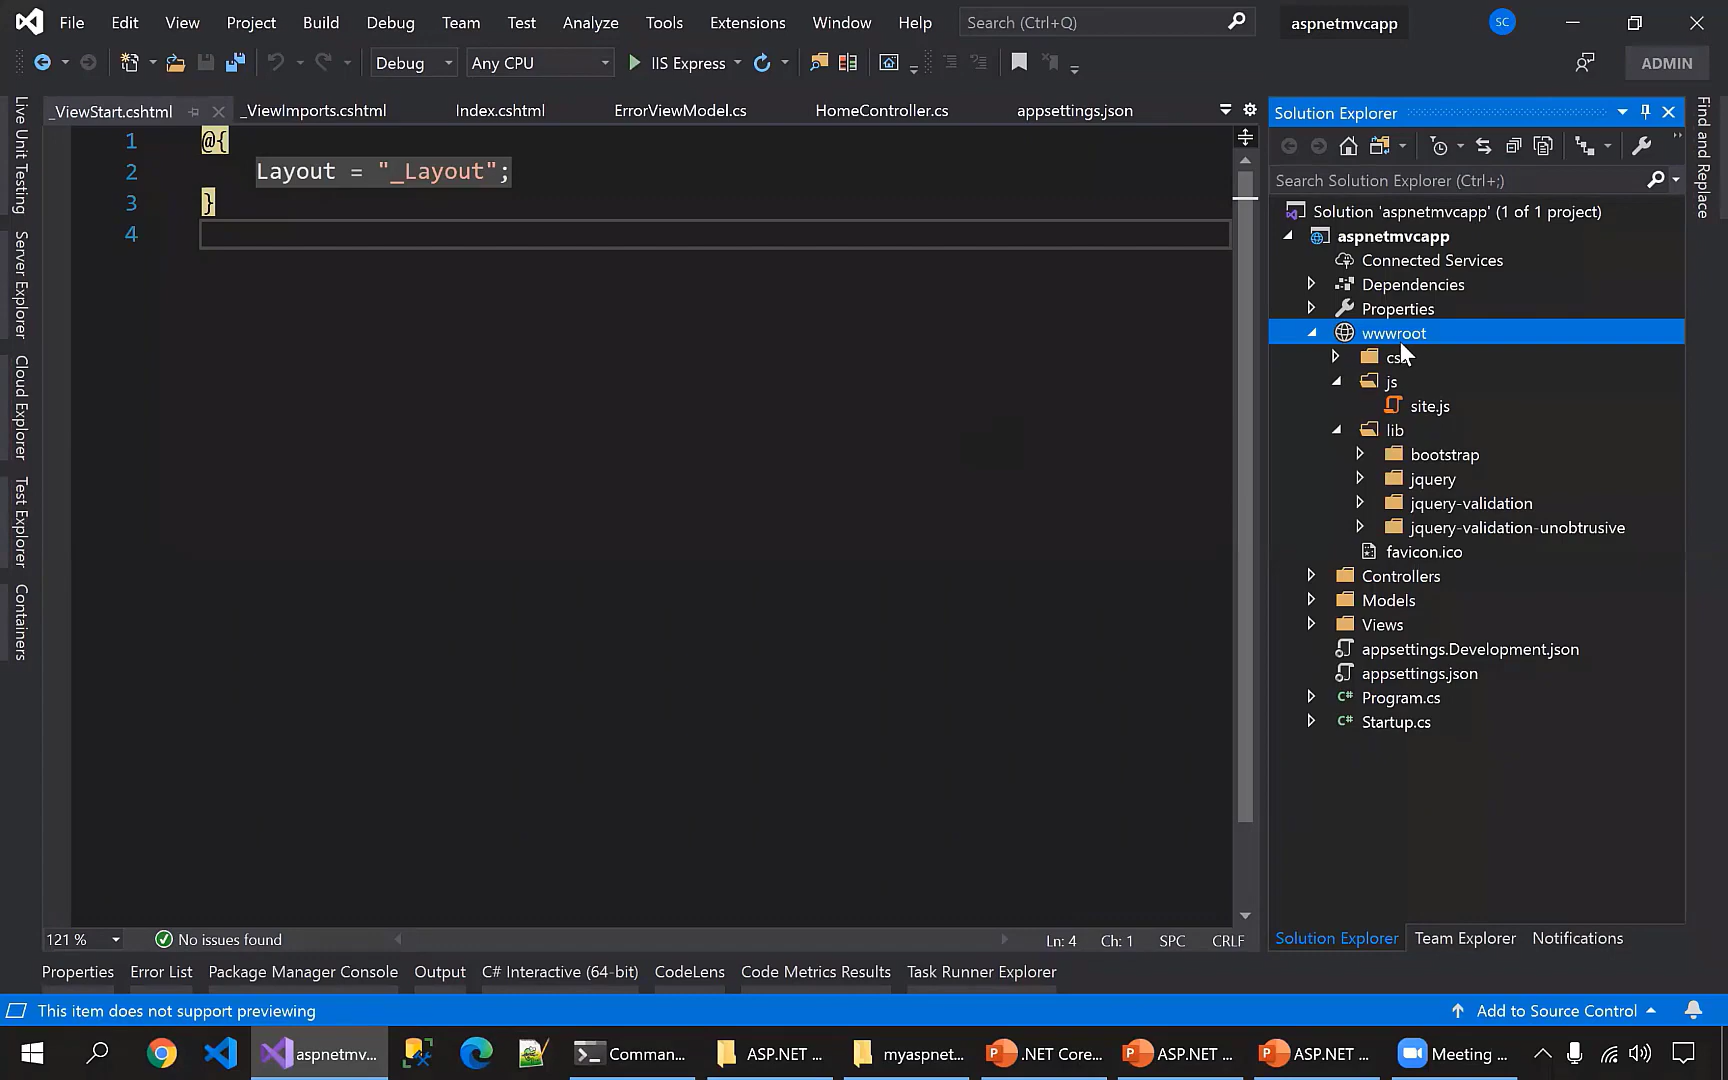 File Edit View Project Build Debug Team Test Analyze Tools Extensions Window Help Search (Ctrl+Q) aspnetmvcapp SC
Debug Any CPU IIS Express ADMIN
_ViewStart.cshtml _ViewImports.cshtml Index.cshtml ErrorViewModel.cs HomeController.cs appsettings.json
Live Unit Testing
Server Explorer
Cloud Explorer
Test Explorer
Containers
1 @{
2 Layout = "_Layout";
3 }
4
Solution Explorer
Search Solution Explorer (Ctrl+;)
Solution 'aspnetmvcapp' (1 of 1 project)
aspnetmvcapp
Connected Services
Dependencies
Properties
wwwroot
js
site.js
lib
bootstrap
jquery
jquery-validation
jquery-validation-unobtrusive
favicon.ico
Controllers
Models
Views
appsettings.Development.json
appsettings.json
C# Program.cs
C# Startup.cs
Find and Replace
121 % No issues found Ln: 4 Ch: 1 SPC CRLF
Solution Explorer Team Explorer Notifications
Properties Error List Package Manager Console Output C# Interactive (64-bit) CodeLens Code Metrics Results Task Runner Explorer
This item does not support previewing Add to Source Control
aspnetmv... Comman... ASP.NET ... myaspnet... .NET Core... ASP.NET ... ASP.NET ... Meeting ...